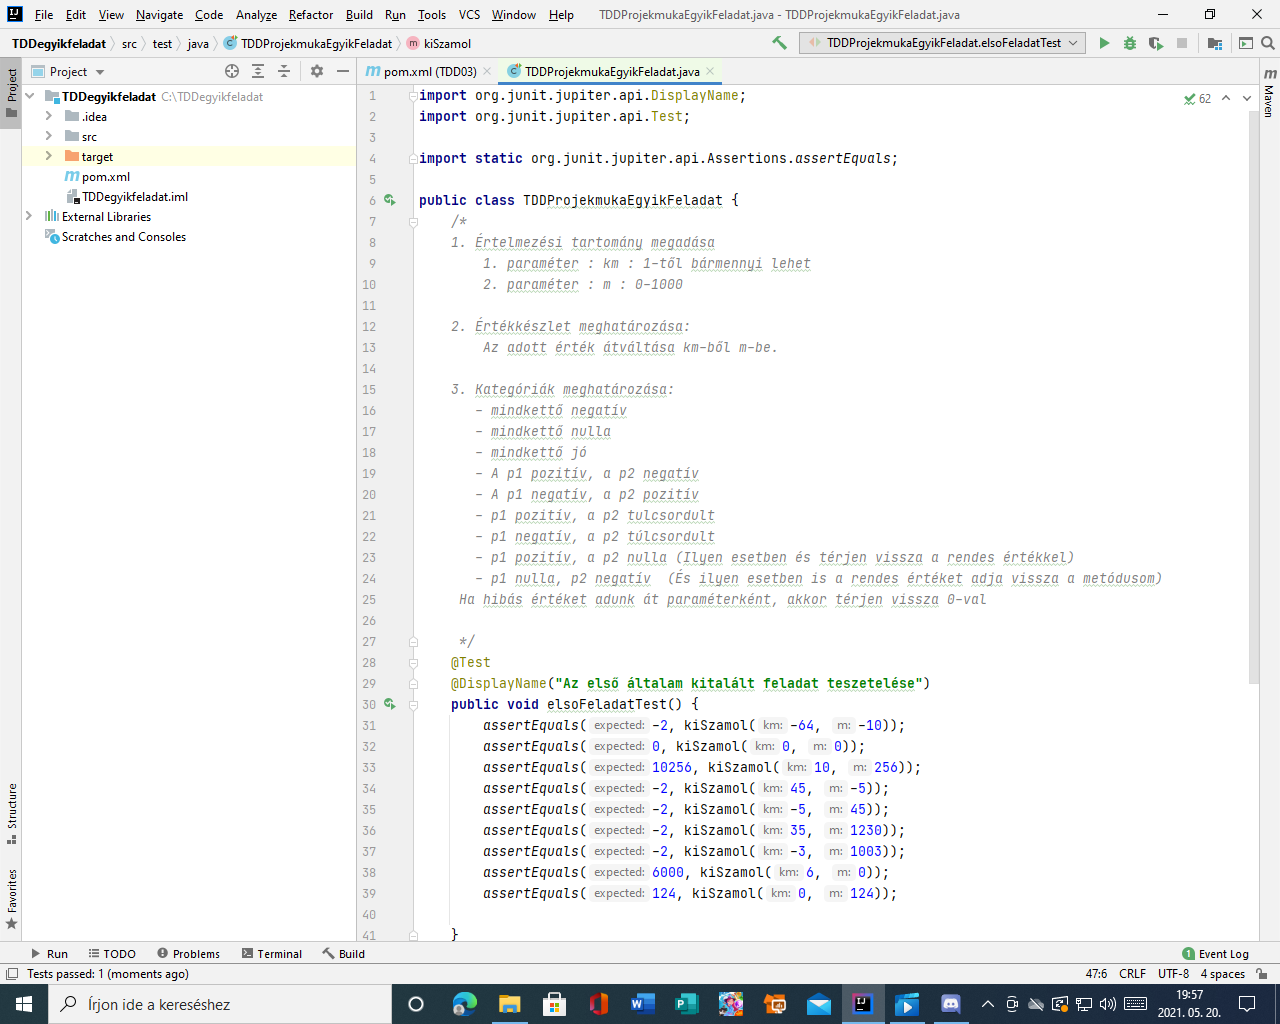 File Edit View Navigate Code Analyze Refactor Build Run Tools VCS Window Help TDDProjekmukaEgyikFeladat.java - TDDProjekmukaEgyikFeladat.java
TDDegyikfeladat src test java TDDProjekmukaEgyikFeladat kiSzamol TDDProjekmukaEgyikFeladat.elsoFeladatTest
Project pom.xml (TDD03) TDDProjekmukaEgyikFeladat.java
Project
Maven
TDDegyikfeladat C:\TDDegyikfeladat
.idea
src
target
pom.xml
TDDegyikfeladat.iml
External Libraries
Scratches and Consoles
62
1 import org.junit.jupiter.api.DisplayName;
2 import org.junit.jupiter.api.Test;
3
4 import static org.junit.jupiter.api.Assertions.assertEquals;
5
6 public class TDDProjekmukaEgyikFeladat {
7 /*
8 1. Értelmezési tartomány megadása
9 1. paraméter : km : 1-től bármennyi lehet
10 2. paraméter : m : 0-1000
11
12 2. Értékkészlet meghatározása:
13 Az adott érték átváltása km-ből m-be.
14
15 3. Kategóriák meghatározása:
16 - mindkettő negatív
17 - mindkettő nulla
18 - mindkettő jó
19 - A p1 pozitív, a p2 negatív
20 - A p1 negatív, a p2 pozitív
21 - p1 pozitív, a p2 tulcsordult
22 - p1 negatív, a p2 túlcsordult
23 - p1 pozitív, a p2 nulla (Ilyen esetben és térjen vissza a rendes értékkel)
24 - p1 nulla, p2 negatív (És ilyen esetben is a rendes értéket adja vissza a metódusom)
25 Ha hibás értéket adunk át paraméterként, akkor térjen vissza 0-val
26
27 */
28 @Test
29 @DisplayName("Az első általam kitalált feladat teszetelése")
30 public void elsoFeladatTest() {
31 assertEquals( expected: -2, kiSzamol( km: -64, m: -10));
32 assertEquals( expected: 0, kiSzamol( km: 0, m: 0));
33 assertEquals( expected: 10256, kiSzamol( km: 10, m: 256));
34 assertEquals( expected: -2, kiSzamol( km: 45, m: -5));
35 assertEquals( expected: -2, kiSzamol( km: -5, m: 45));
36 assertEquals( expected: -2, kiSzamol( km: 35, m: 1230));
37 assertEquals( expected: -2, kiSzamol( km: -3, m: 1003));
38 assertEquals( expected: 6000, kiSzamol( km: 6, m: 0));
39 assertEquals( expected: 124, kiSzamol( km: 0, m: 124));
40
41 }
Structure
Favorites
Run TODO Problems Terminal Build 1 Event Log
Tests passed: 1 (moments ago) 47:6 CRLF UTF-8 4 spaces
Írjon ide a kereséshez
19:57
2021. 05. 20.